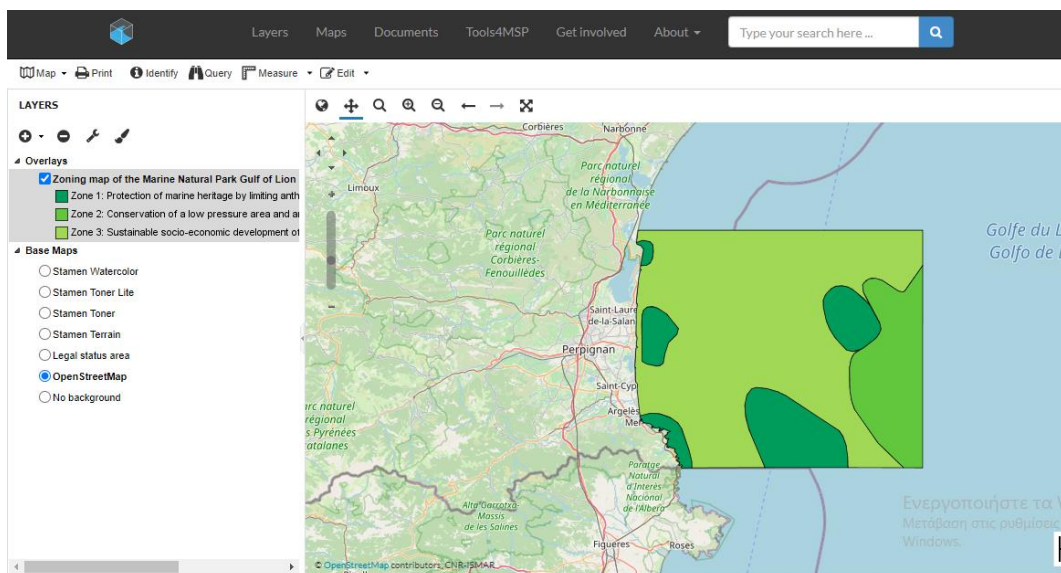 Layers Maps Documents Tools4MSP Get involved About Type your search here ...
Map Print Identify Query Measure Edit
LAYERS
Overlays
Zoning map of the Marine Natural Park Gulf of Lion
Zone 1: Protection of marine heritage by limiting anth
Zone 2: Conservation of a low pressure area and a
Zone 3: Sustainable socio-economic development of
Base Maps
Stamen Watercolor
Stamen Toner Lite
Stamen Toner
Stamen Terrain
Legal status area
OpenStreetMap
No background
Corbières
Narbonne
Limoux
Parc naturel
régional
de la Narbonnaise
en Méditerranée
Parc naturel
régional
Corbières-
Fenouillèdes
Golfe du L
Golfo de
Saint-Laure
de-la-Salan
Perpignan
Saint-Cyp
Argelès
Mer
rc naturel
régional
s Pyrénées
atalanes
Paratge
Natural
d'Interès
Nacional
de l'Albera
Alta Garrotxa-
Massís
de les Salines
Figueres
Roses
Ενεργοποιήστε τα
Μετάβαση στις ρυθμίσεις
Windows.
© OpenStreetMap contributors, CNR-ISMAR